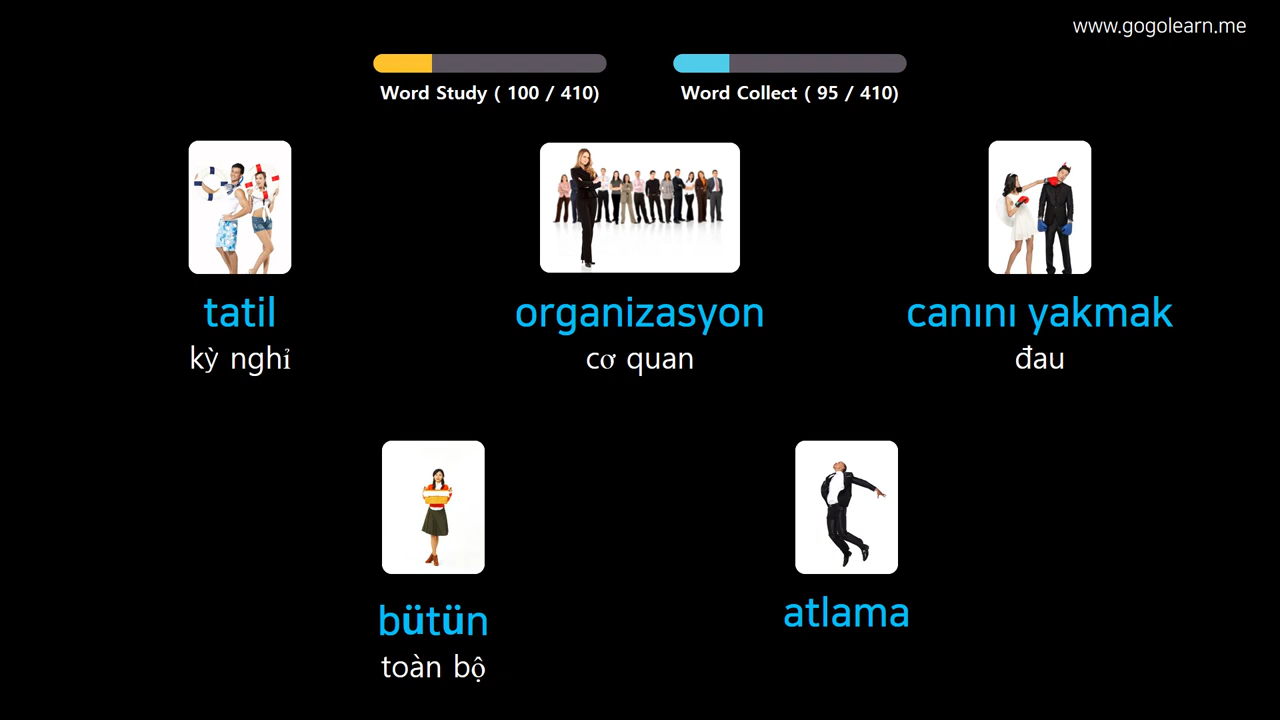 www.gogolearn.me
Word Study ( 100 / 410)
Word Collect ( 95 / 410)
tatil
kỳ nghỉ
organizasyon
cơ quan
canını yakmak
đau
bütün
toàn bộ
atlama